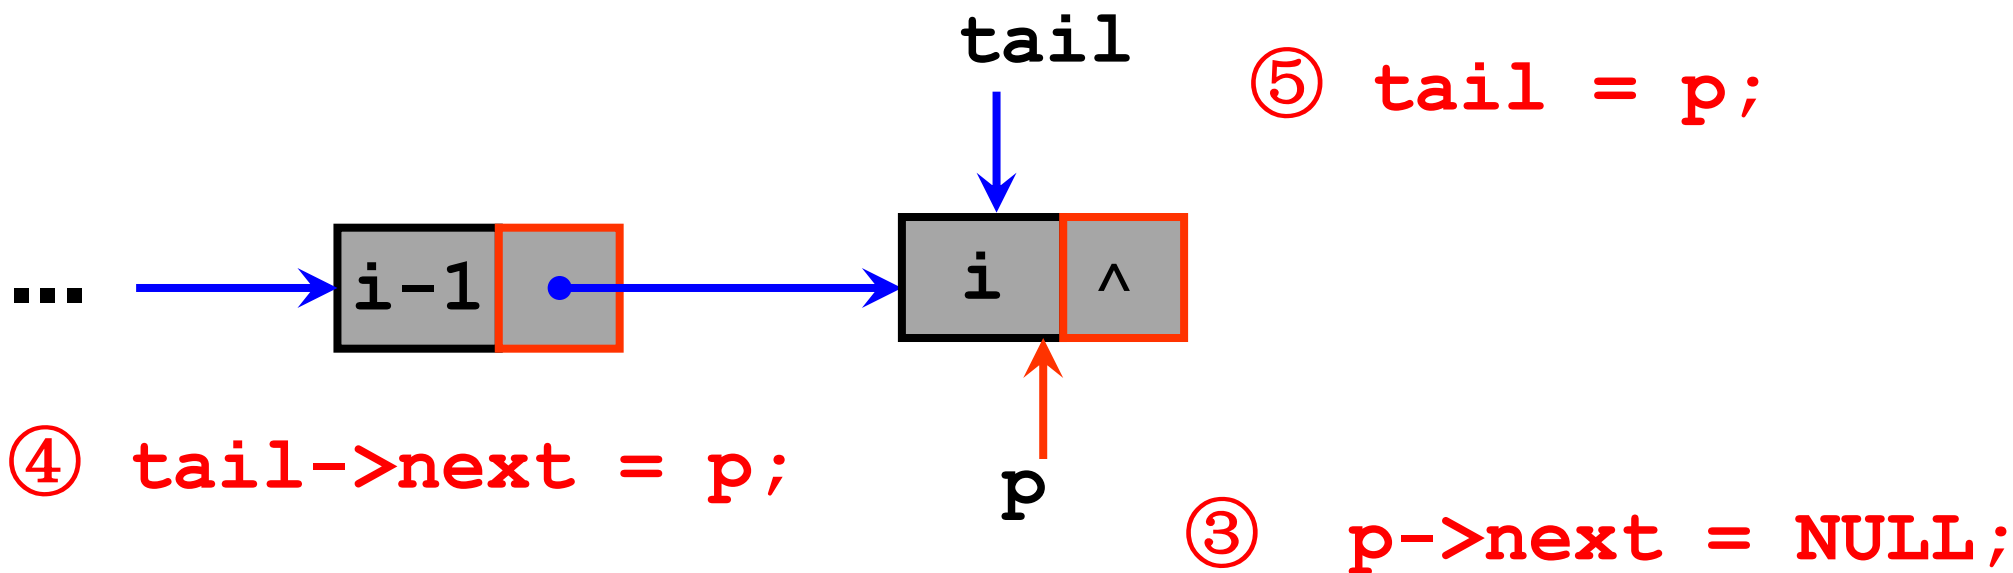 tail
⑤ tail = p;
… i-1 i ^
④ tail->next = p;
p
③ p->next = NULL;